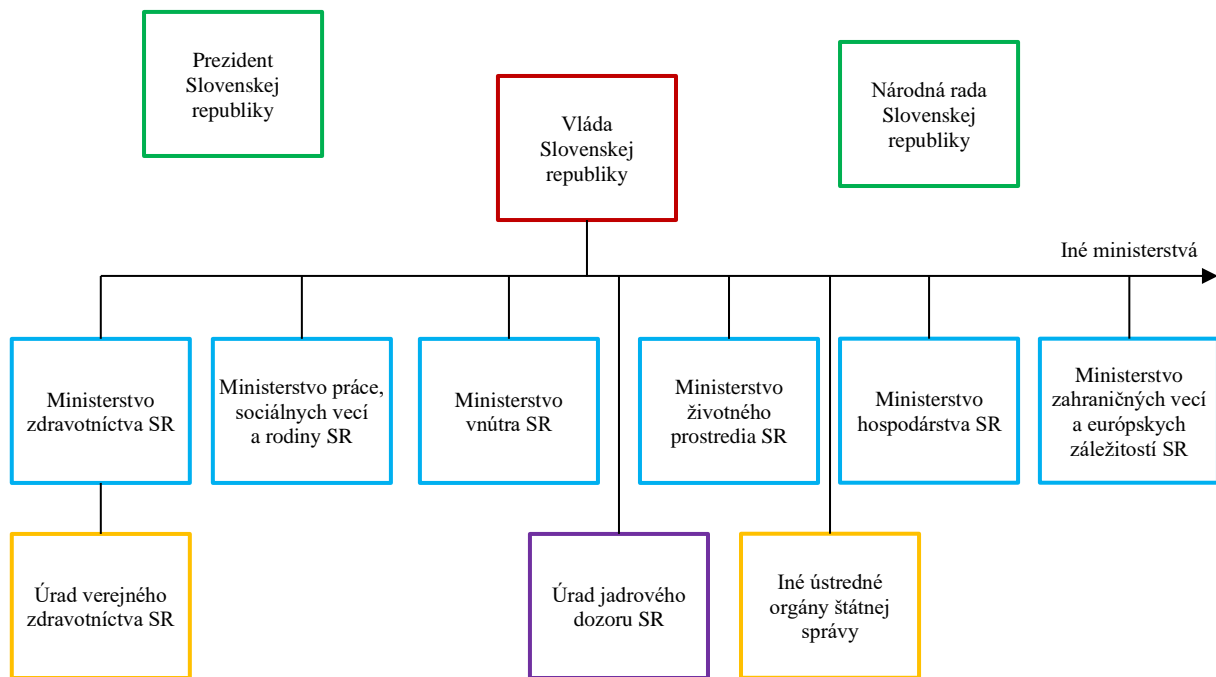 Prezident
Slovenskej
republiky
Vláda
Slovenskej
republiky
Národná rada
Slovenskej
republiky
Iné ministerstvá
Ministerstvo
zdravotníctva SR
Ministerstvo práce,
sociálnych vecí
a rodiny SR
Ministerstvo
vnútra SR
Ministerstvo
životného
prostredia SR
Ministerstvo
hospodárstva SR
Ministerstvo
zahraničných vecí
a európskych
záležitostí SR
Úrad verejného
zdravotníctva SR
Úrad jadrového
dozoru SR
Iné ústredné
orgány štátnej
správy